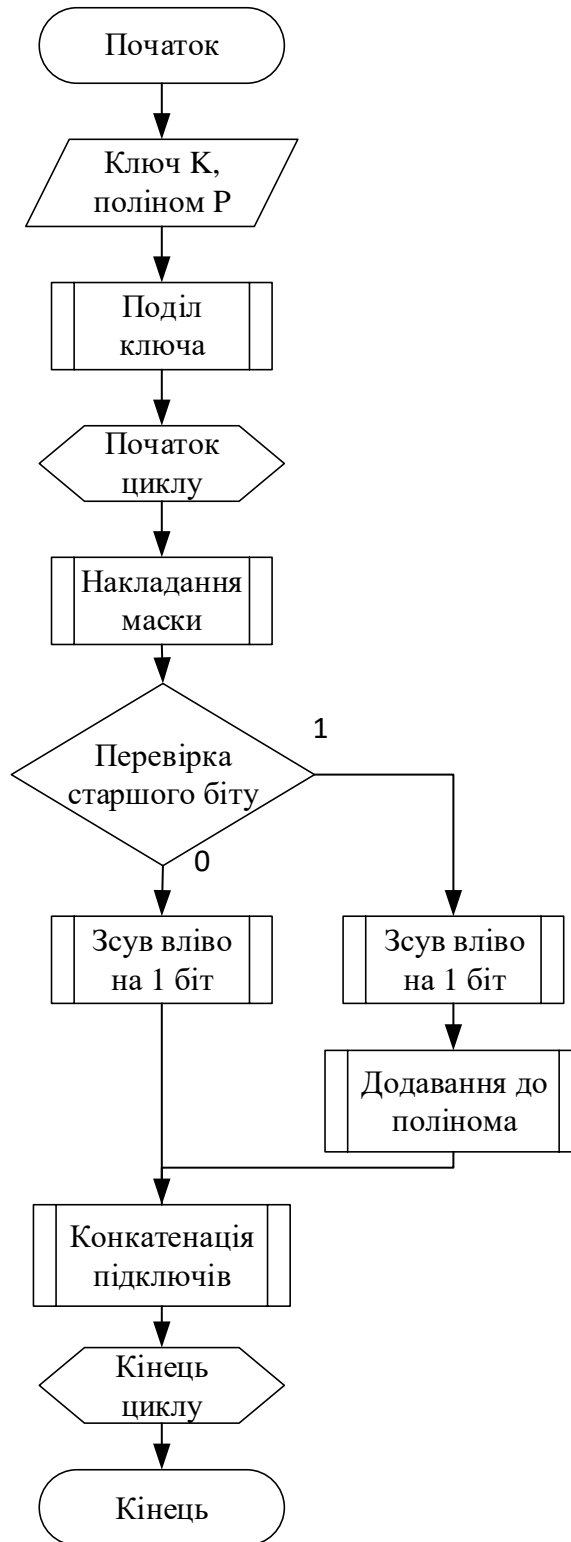 Початок
Ключ K,
поліном P
Поділ
ключа
Початок
циклу
Накладання
маски
1
Перевірка
старшого біту
0
Зсув вліво
на 1 біт
Зсув вліво
на 1 біт
Додавання до
полінома
Конкатенація
підключів
Кінець
циклу
Кінець